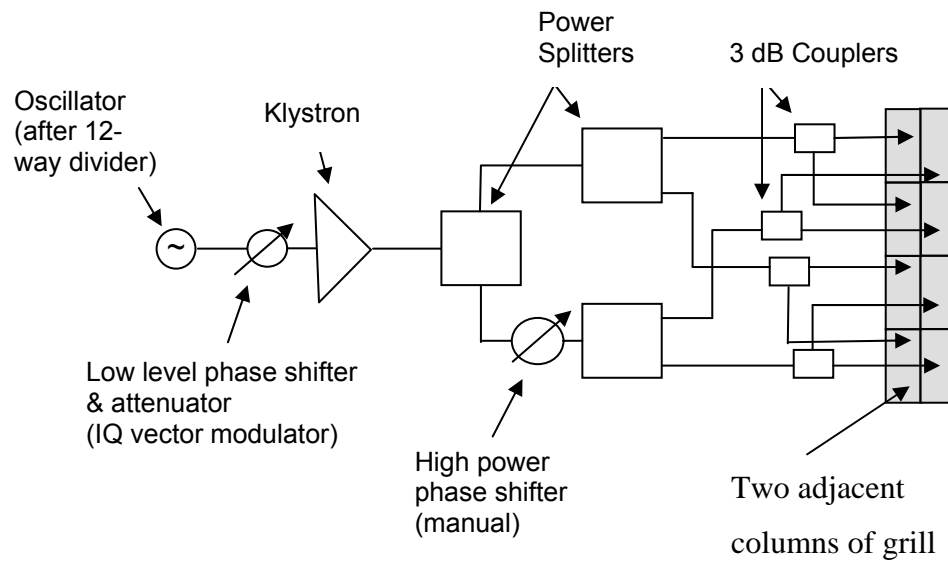 Power
Splitters
3 dB Couplers
Oscillator
(after 12-
way divider)
Klystron
~
Low level phase shifter
& attenuator
(IQ vector modulator)
High power
phase shifter
(manual)
Two adjacent
columns of grill